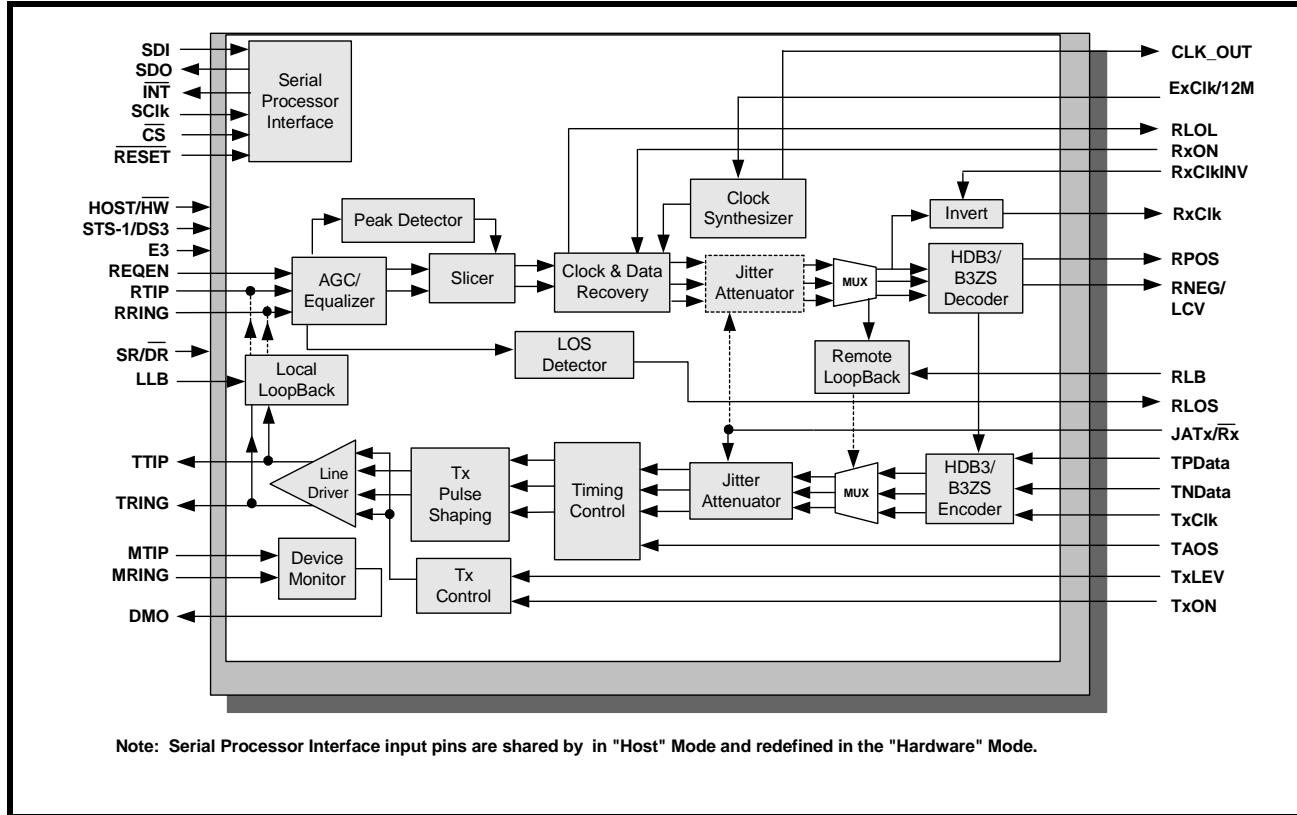 SDI
SDO
INT
SClk
CS
RESET
HOST/HW
STS-1/DS3
E3
REQEN
RTIP
RRING
SR/DR
LLB
TTIP
TRING
MTIP
MRING
DMO
Serial
Processor
Interface
Peak Detector
AGC/
Equalizer
Slicer
Clock & Data
Recovery
Clock
Synthesizer
Jitter
Attenuator
MUX
Invert
HDB3/
B3ZS
Decoder
LOS
Detector
Remote
LoopBack
Local
LoopBack
Line
Driver
Tx
Pulse
Shaping
Timing
Control
Jitter
Attenuator
MUX
HDB3/
B3ZS
Encoder
Device
Monitor
Tx
Control
CLK_OUT
ExClk/12M
RLOL
RxON
RxClkINV
RxClk
RPOS
RNEG/
LCV
RLB
RLOS
JATx/Rx
TPData
TNData
TxClk
TAOS
TxLEV
TxON
Note: Serial Processor Interface input pins are shared by in "Host" Mode and redefined in the "Hardware" Mode.